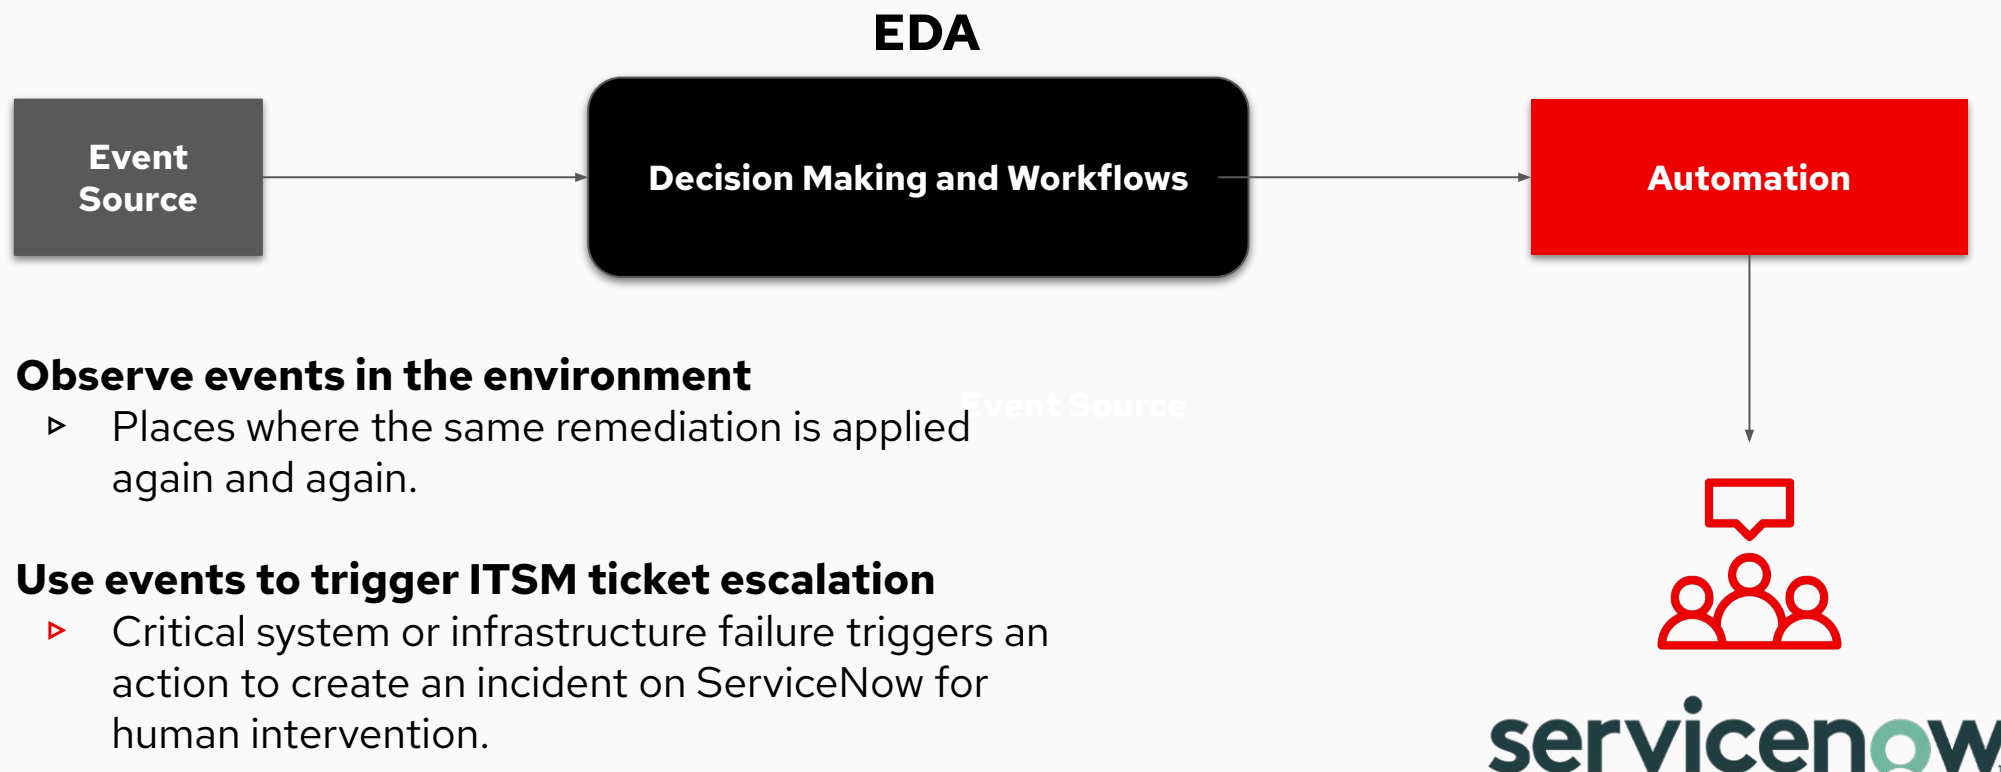 EDA
Event
Source
Decision Making and Workflows
Automation
Observe events in the environment
Event Source
▹ Places where the same remediation is applied
again and again.
Use events to trigger ITSM ticket escalation
▹ Critical system or infrastructure failure triggers an
action to create an incident on ServiceNow for
human intervention.
servicenow